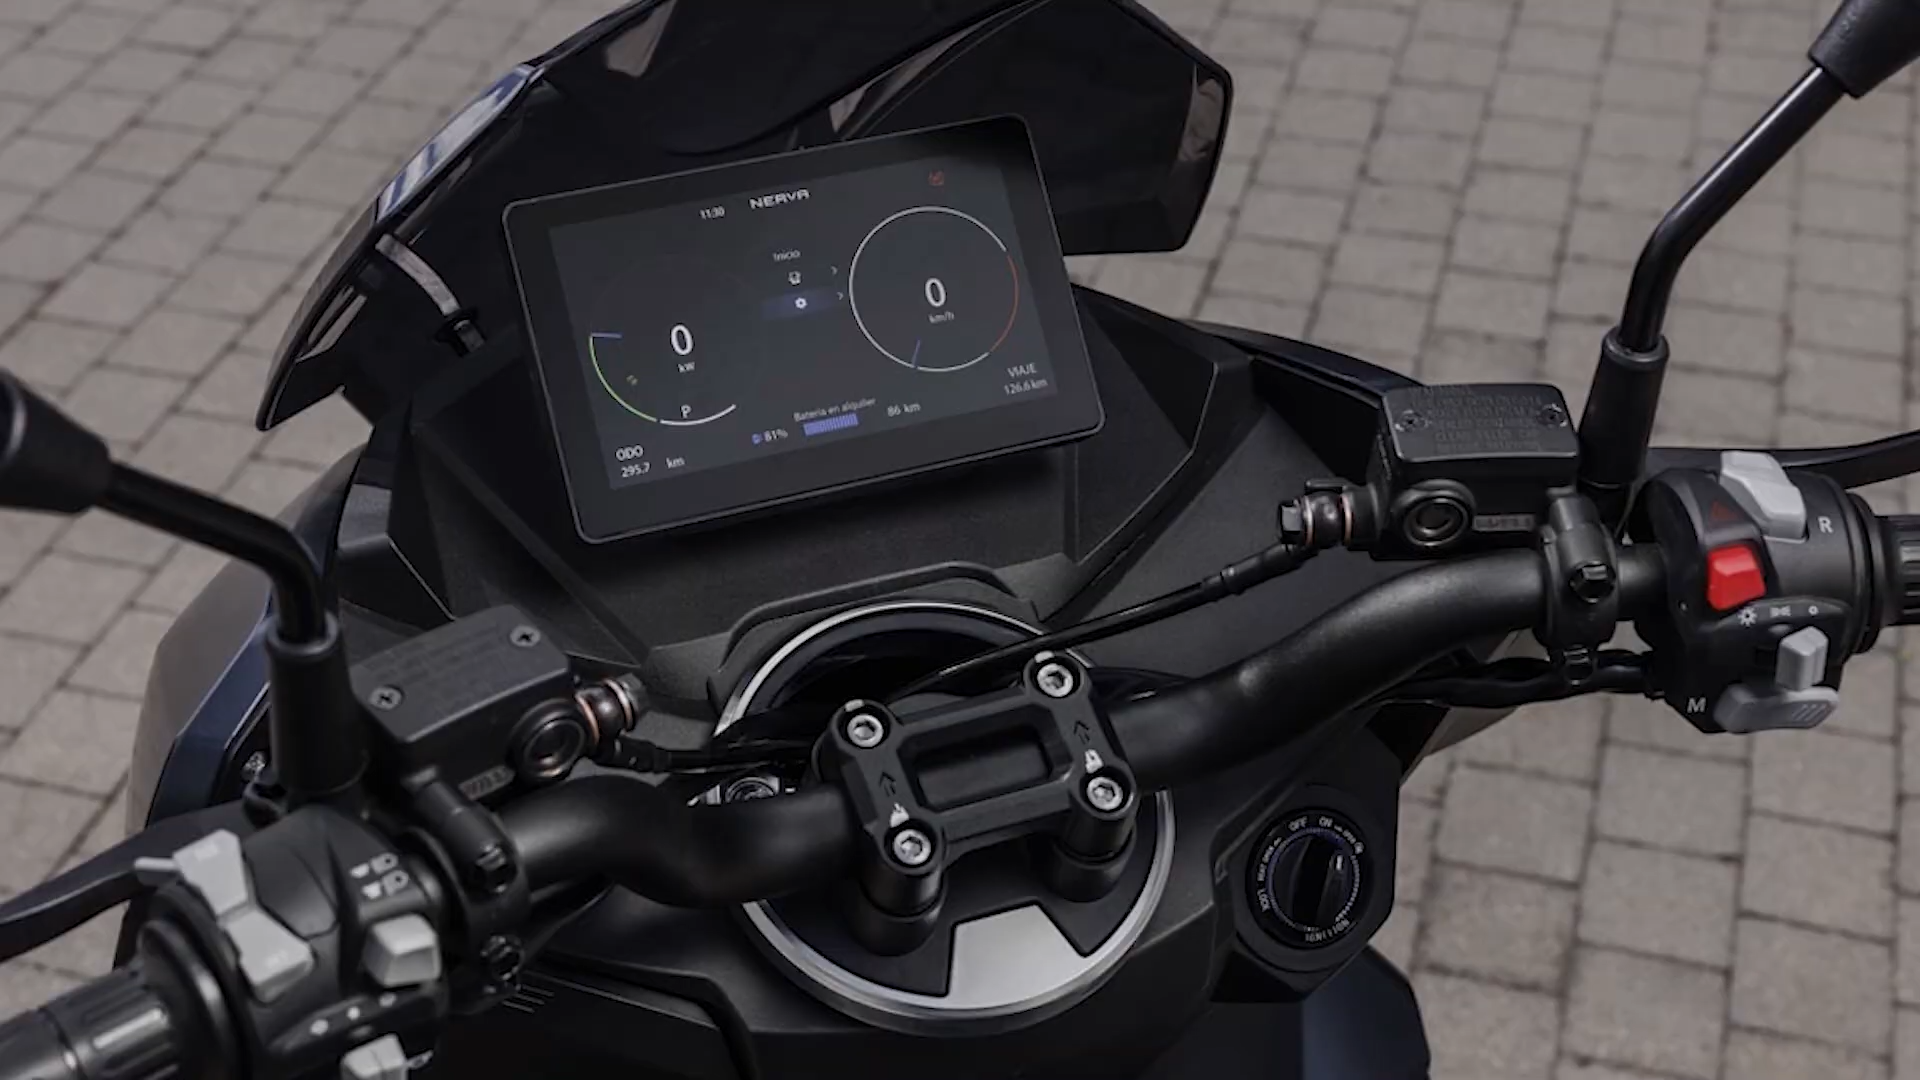 11:30 NERVA
Inicio
0
km/h
0
kW
P
VIAJE
126.6 km
Bateria en alquiler
81%
86 km
ODO
295.7 km
R
M
OFF ON
LOCK